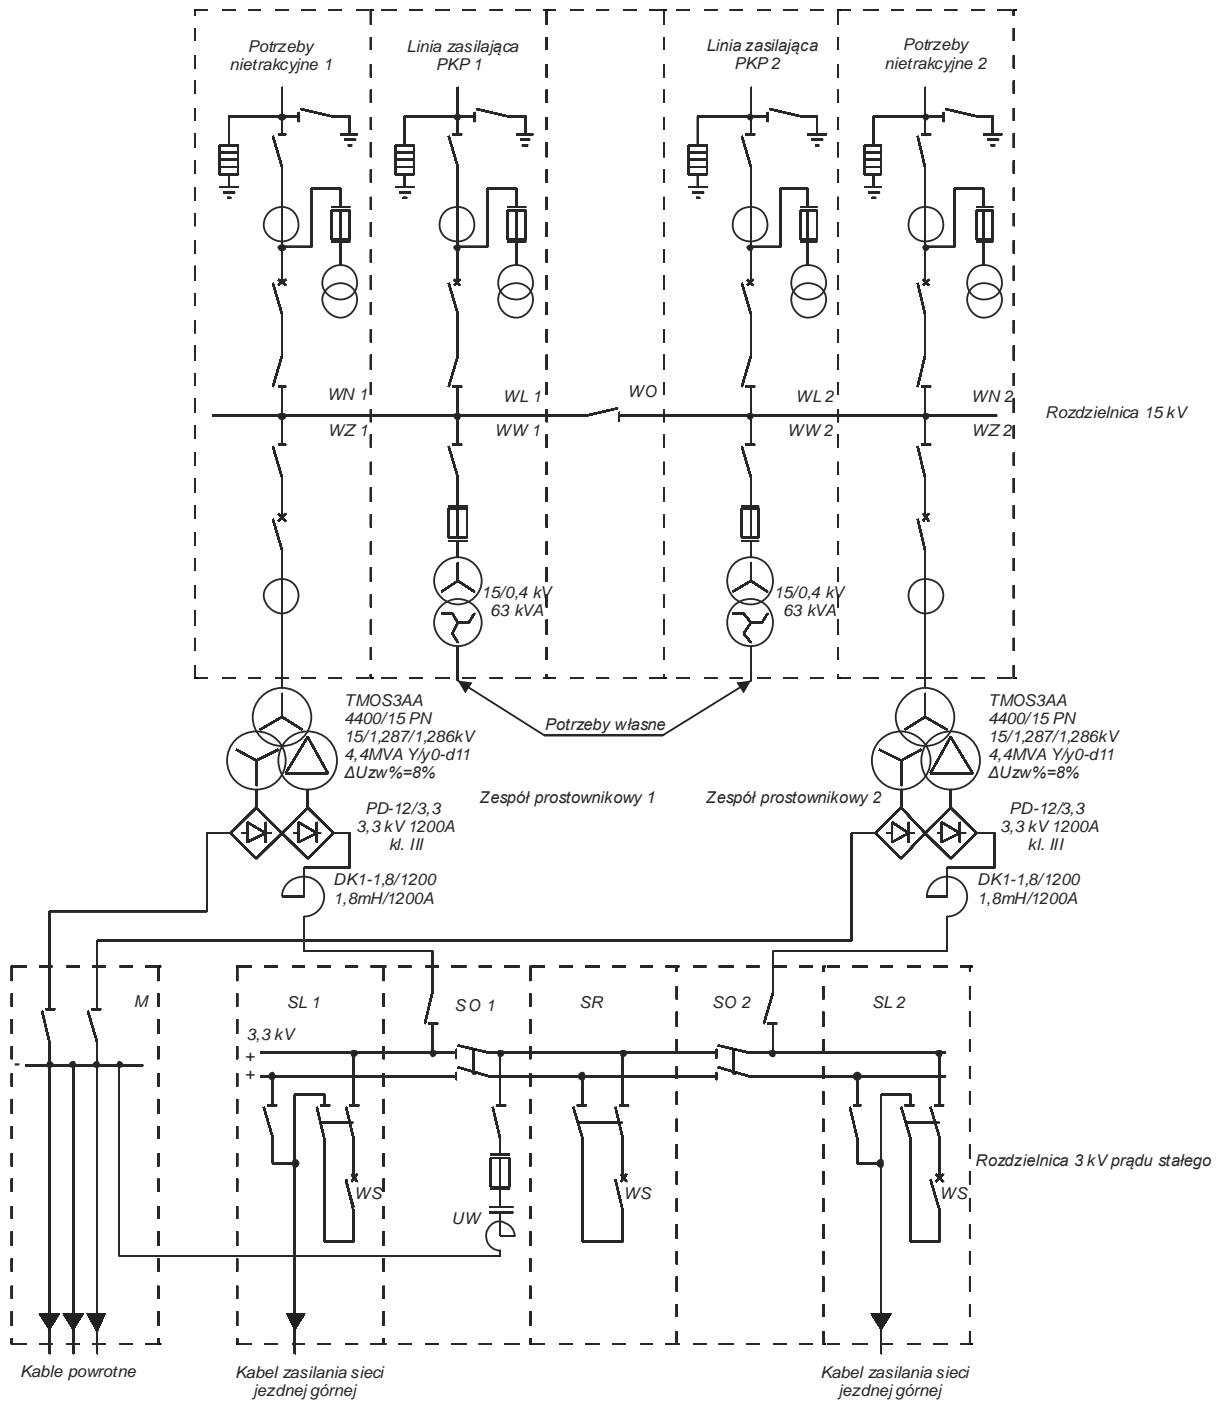 Potrzeby
nietrakcyjne 1
Linia zasilająca
PKP 1
Linia zasilająca
PKP 2
Potrzeby
nietrakcyjne 2
WN 1
WL 1
WO
WL 2
WN 2
Rozdzielnica 15 kV
WZ 1
WW 1
WW 2
WZ 2
15/0,4 kV
63 kVA
15/0,4 kV
63 kVA
TMOS3AA
4400/15 PN
15/1,287/1,286kV
4,4MVA Y/y0-d11
ΔUzw%=8%
Potrzeby własne
TMOS3AA
4400/15 PN
15/1,287/1,286kV
4,4MVA Y/y0-d11
ΔUzw%=8%
Zespół prostownikowy 1
Zespół prostownikowy 2
PD-12/3,3
3,3 kV 1200A
kl. III
PD-12/3,3
3,3 kV 1200A
kl. III
DK1-1,8/1200
1,8mH/1200A
DK1-1,8/1200
1,8mH/1200A
M
SL 1
SO 1
SR
SO 2
SL 2
3,3 kV
+
+
-
WS
UW
WS
WS
Rozdzielnica 3 kV prądu stałego
Kable powrotne
Kabel zasilania sieci
jezdnej górnej
Kabel zasilania sieci
jezdnej górnej